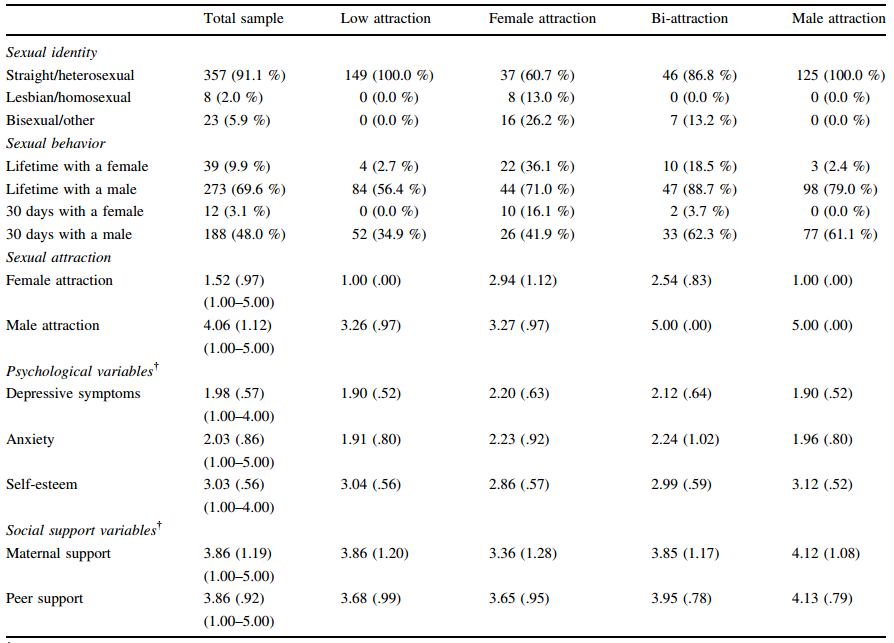 Total sample Low attraction Female attraction Bi-attraction Male attraction
Sexual identity
Straight/heterosexual 357 (91.1 %) 149 (100.0 %) 37 (60.7 %) 46 (86.8 %) 125 (100.0 %)
Lesbian/homosexual 8 (2.0 %) 0 (0.0 %) 8 (13.0 %) 0 (0.0 %) 0 (0.0 %)
Bisexual/other 23 (5.9 %) 0 (0.0 %) 16 (26.2 %) 7 (13.2 %) 0 (0.0 %)
Sexual behavior
Lifetime with a female 39 (9.9 %) 4 (2.7 %) 22 (36.1 %) 10 (18.5 %) 3 (2.4 %)
Lifetime with a male 273 (69.6 %) 84 (56.4 %) 44 (71.0 %) 47 (88.7 %) 98 (79.0 %)
30 days with a female 12 (3.1 %) 0 (0.0 %) 10 (16.1 %) 2 (3.7 %) 0 (0.0 %)
30 days with a male 188 (48.0 %) 52 (34.9 %) 26 (41.9 %) 33 (62.3 %) 77 (61.1 %)
Sexual attraction
Female attraction 1.52 (.97) 1.00 (.00) 2.94 (1.12) 2.54 (.83) 1.00 (.00)
(1.00–5.00)
Male attraction 4.06 (1.12) 3.26 (.97) 3.27 (.97) 5.00 (.00) 5.00 (.00)
(1.00–5.00)
Psychological variables†
Depressive symptoms 1.98 (.57) 1.90 (.52) 2.20 (.63) 2.12 (.64) 1.90 (.52)
(1.00–4.00)
Anxiety 2.03 (.86) 1.91 (.80) 2.23 (.92) 2.24 (1.02) 1.96 (.80)
(1.00–5.00)
Self-esteem 3.03 (.56) 3.04 (.56) 2.86 (.57) 2.99 (.59) 3.12 (.52)
(1.00–4.00)
Social support variables†
Maternal support 3.86 (1.19) 3.86 (1.20) 3.36 (1.28) 3.85 (1.17) 4.12 (1.08)
(1.00–5.00)
Peer support 3.86 (.92) 3.68 (.99) 3.65 (.95) 3.95 (.78) 4.13 (.79)
(1.00–5.00)